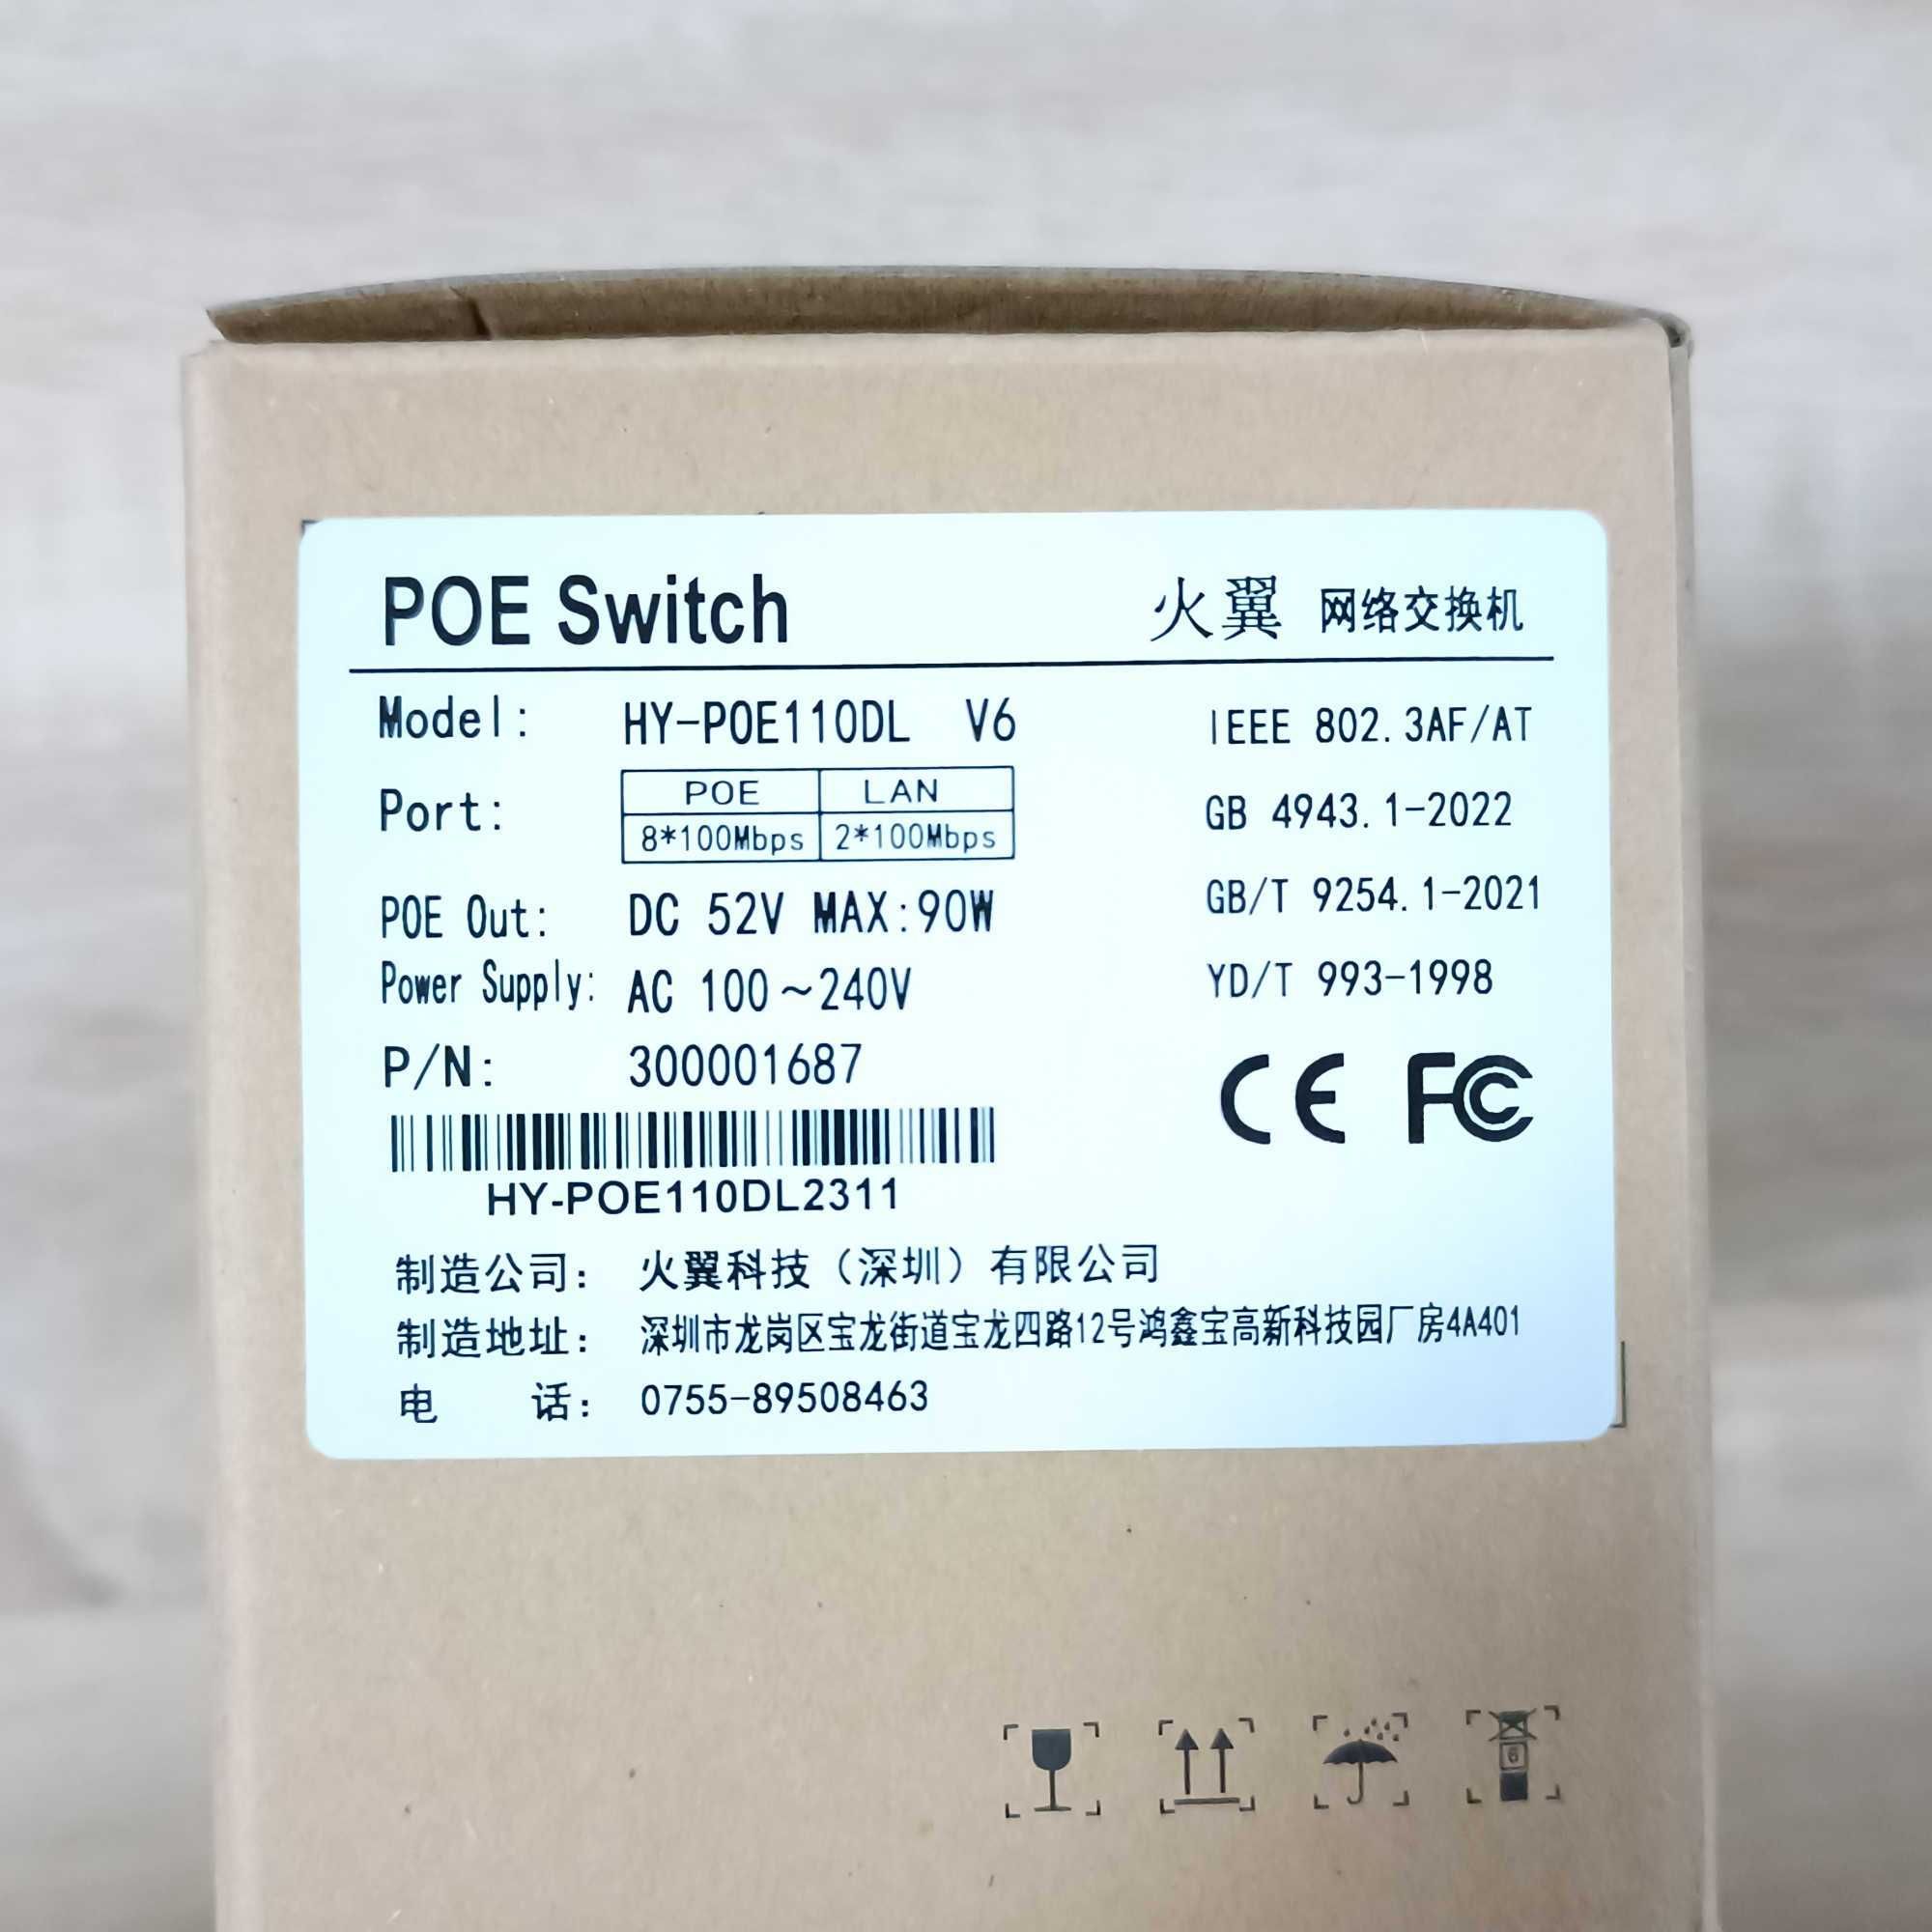 POE Switch 火翼 网络交换机
Model: HY-POE110DL V6 IEEE 802.3AF/AT
Port: POE LAN GB 4943.1-2022
8*100Mbps 2*100Mbps
POE Out: DC 52V MAX:90W GB/T 9254.1-2021
Power Supply: AC 100~240V YD/T 993-1998
P/N: 300001687
CE FC
HY-POE110DL2311
制造公司: 火翼科技（深圳）有限公司
制造地址: 深圳市龙岗区宝龙街道宝龙四路12号鸿鑫宝高新科技园厂房4A401
电 话: 0755-89508463
6